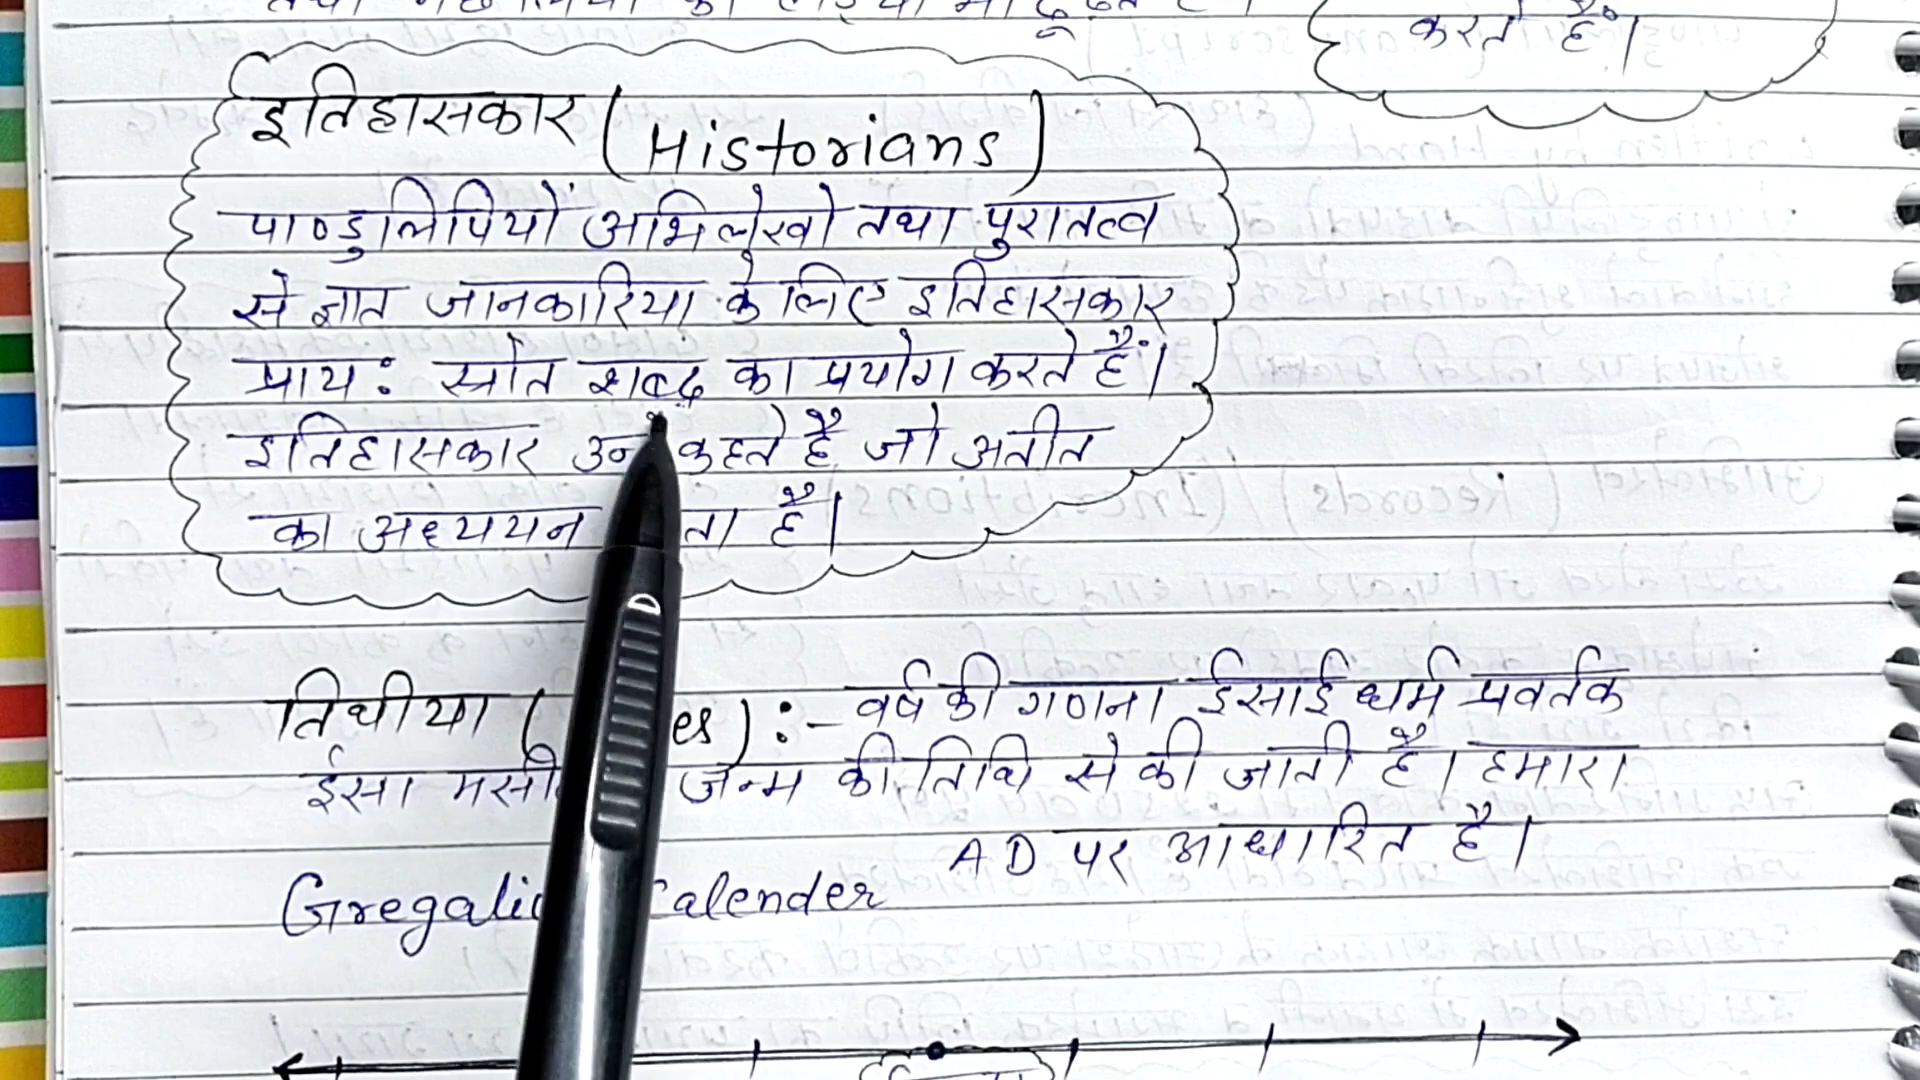 करते हैं।
इतिहासकार (Historians)
पाण्डुलिपियों अभिलेखो तथा पुरातत्व
से ज्ञात जानकारिया के लिए इतिहासकार
प्राय: स्रोत शब्द का प्रयोग करते हैं।
इतिहासकार कहते है जो अतीत
का अध्ययन है।
तिथीया ( es ) :- वर्ष की गणना ईसाई धर्म प्रवर्तक
ईसा जन्म की तिथि से की जाती है। हमारा
AD पर आधारित है।
Gregali alender